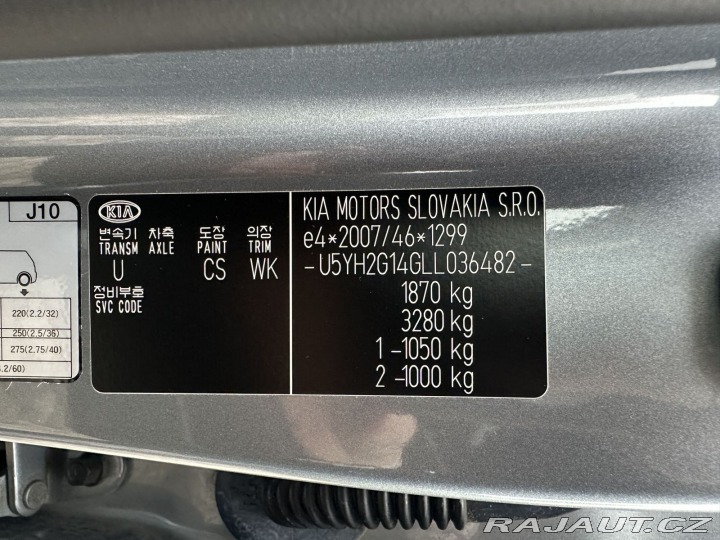 J10
220(2.2/32)
250(2.5/36)
275(2.75/40)
.2/60)
KIA
변속기 차축 도장 의장
TRANSM AXLE PAINT TRIM
U CS WK
정비부호
SVC CODE
KIA MOTORS SLOVAKIA S.R.O.
e4*2007/46*1299
-U5YH2G14GLL036482-
1870 kg
3280 kg
1 -1050 kg
2 -1000 kg
RAJAUT.CZ